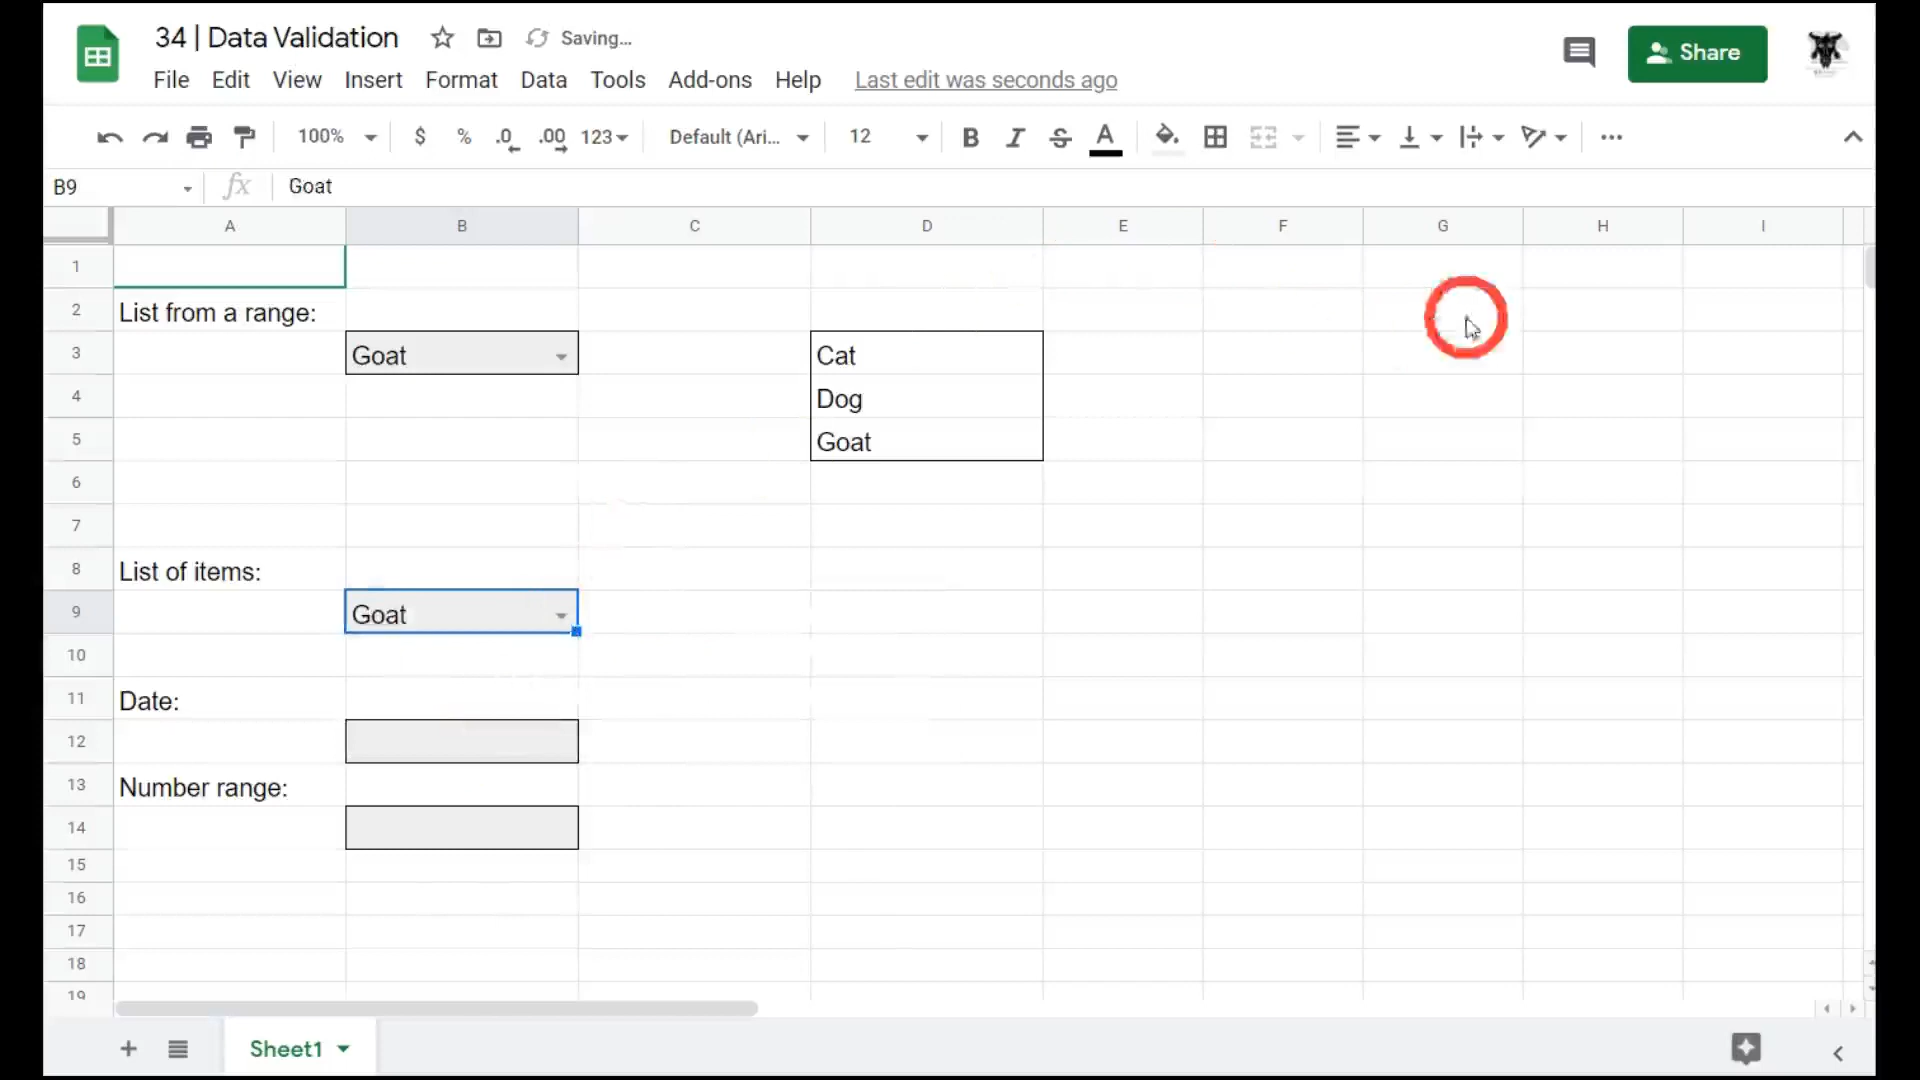 34 | Data Validation Saving...
File Edit View Insert Format Data Tools Add-ons Help Last edit was seconds ago
Share
100% $ % .0 .00 123 Default (Ari... 12 B I S A
B9 fx Goat
A B C D E F G H I
1
2 List from a range:
3 Goat Cat
4 Dog
5 Goat
6
7
8 List of items:
9 Goat
10
11 Date:
12
13 Number range:
14
15
16
17
18
19
Sheet1